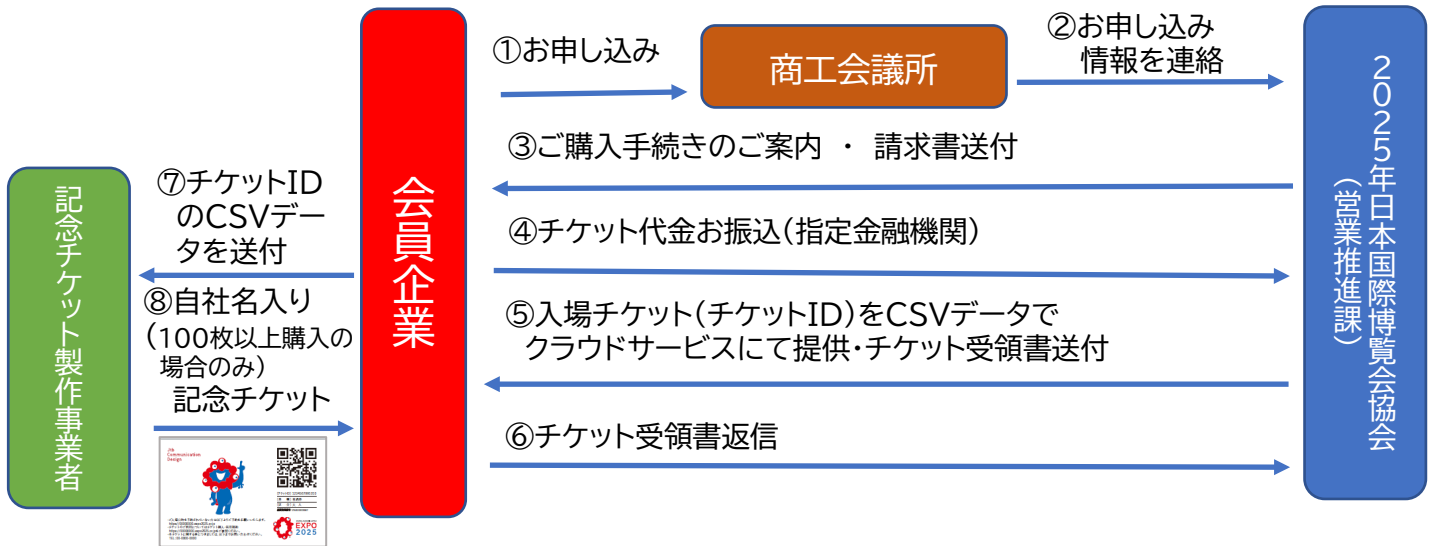 ①お申し込み
商工会議所
②お申し込み
情報を連絡
③ご購入手続きのご案内 ・ 請求書送付
④チケット代金お振込(指定金融機関)
⑤入場チケット(チケットID)をCSVデータで
クラウドサービスにて提供・チケット受領書送付
⑥チケット受領書返信
2025年日本国際博覧会協会
(営業推進課)
会員企業
⑦チケットID
のCSVデー
タを送付
⑧自社名入り
(100枚以上購入の
場合のみ)
記念チケット
記念チケット製作事業者
Communication
Design
EXPO
2025